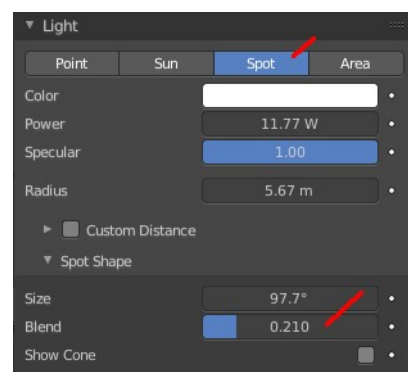 Light
Point Sun Spot Area
Color
Power 11.77 W
Specular 1.00
Radius 5.67 m
Custom Distance
Spot Shape
Size 97.7°
Blend 0.210
Show Cone